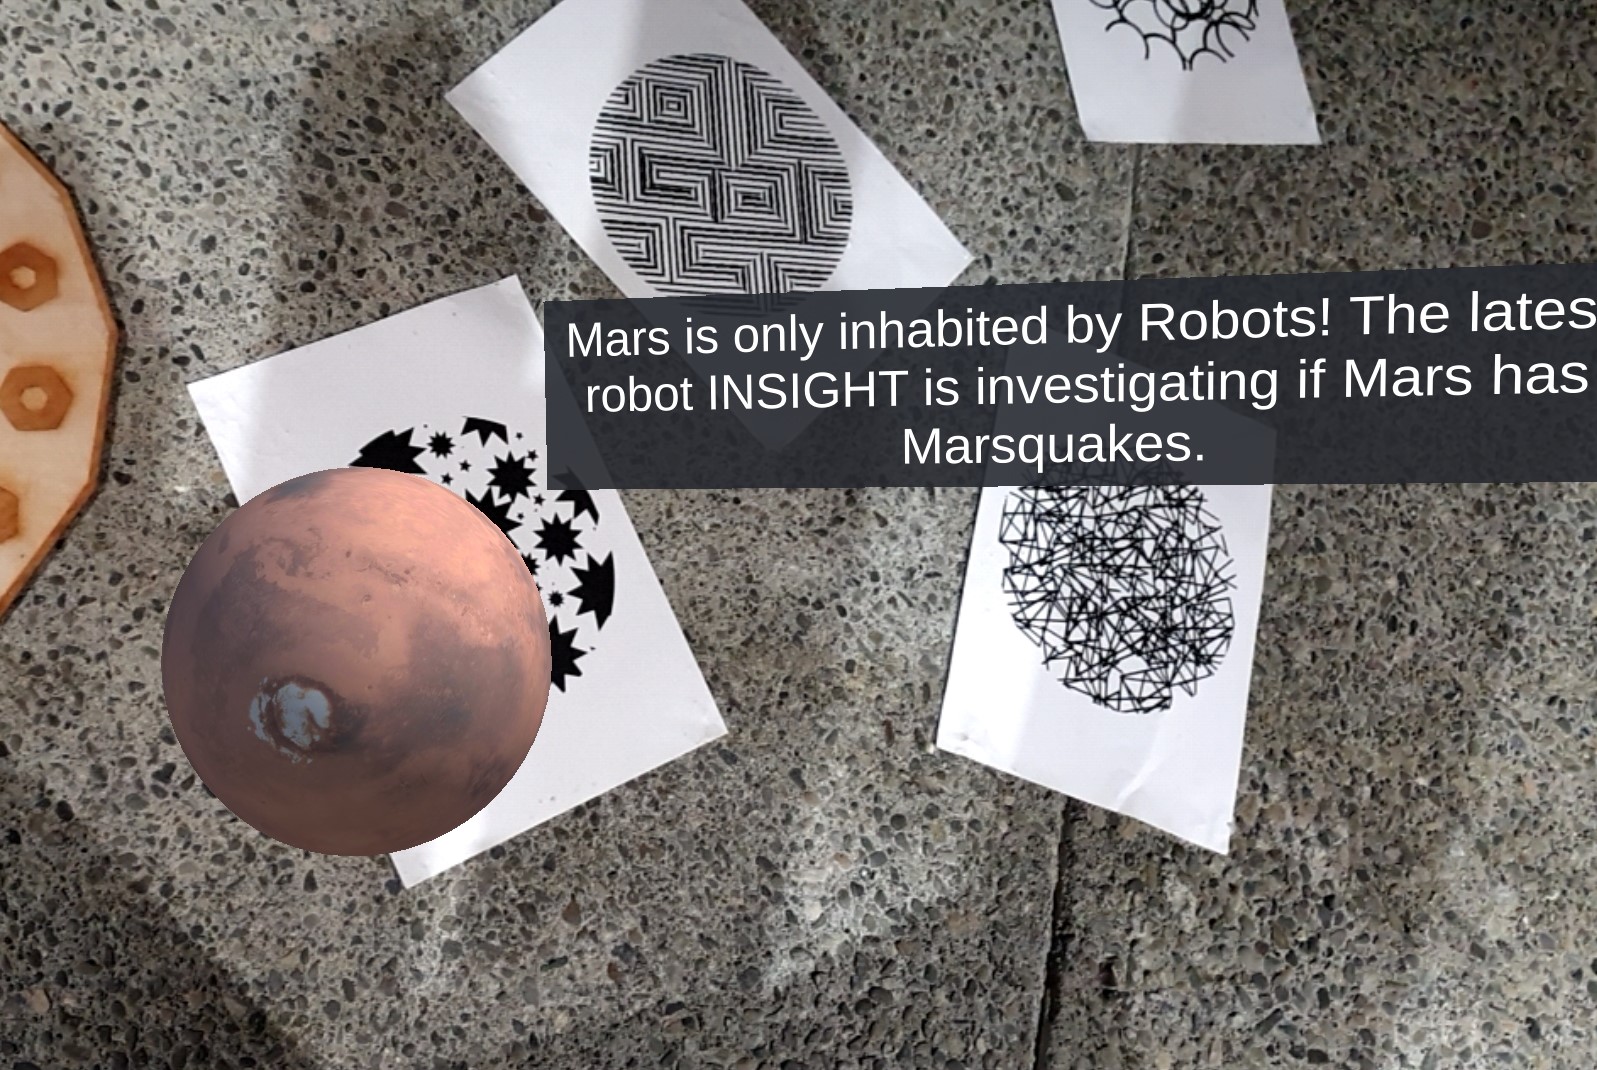 Mars is only inhabited by Robots! The lates
robot INSIGHT is investigating if Mars has
Marsquakes.